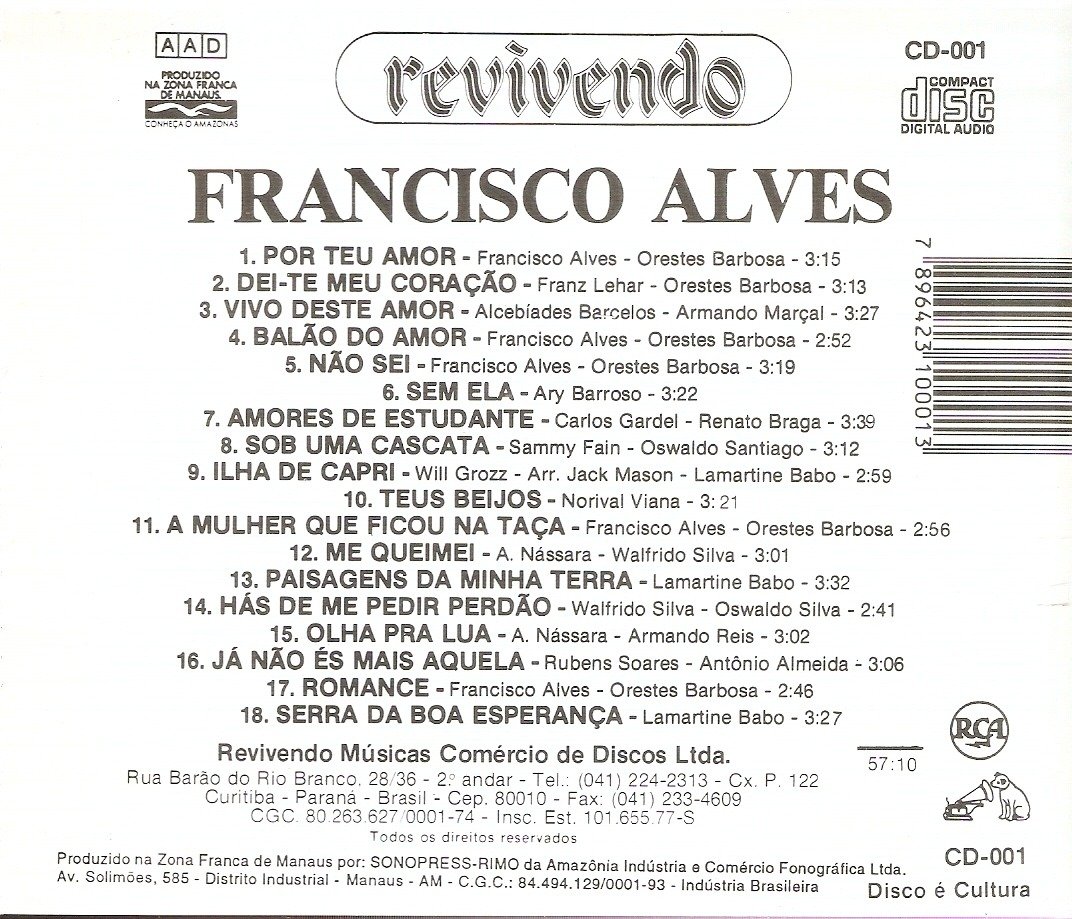 AAD
PRODUZIDO
NA ZONA FRANCA
DE MANAUS.
CONHEÇA O AMAZONAS
revivendo
CD-001
COMPACT
disc
DIGITAL AUDIO
FRANCISCO ALVES
1. POR TEU AMOR - Francisco Alves - Orestes Barbosa - 3:15
2. DEI-TE MEU CORAÇÃO - Franz Lehar - Orestes Barbosa - 3:13
3. VIVO DESTE AMOR - Alcebíades Barcelos - Armando Marçal - 3:27
4. BALÃO DO AMOR - Francisco Alves - Orestes Barbosa - 2:52
5. NÃO SEI - Francisco Alves - Orestes Barbosa - 3:19
6. SEM ELA - Ary Barroso - 3:22
7. AMORES DE ESTUDANTE - Carlos Gardel - Renato Braga - 3:39
8. SOB UMA CASCATA - Sammy Fain - Oswaldo Santiago - 3:12
9. ILHA DE CAPRI - Will Grozz - Arr. Jack Mason - Lamartine Babo - 2:59
10. TEUS BEIJOS - Norival Viana - 3:21
11. A MULHER QUE FICOU NA TAÇA - Francisco Alves - Orestes Barbosa - 2:56
12. ME QUEIMEI - A. Nássara - Walfrido Silva - 3:01
13. PAISAGENS DA MINHA TERRA - Lamartine Babo - 3:32
14. HÁS DE ME PEDIR PERDÃO - Walfrido Silva - Oswaldo Silva - 2:41
15. OLHA PRA LUA - A. Nássara - Armando Reis - 3:02
16. JÁ NÃO ÉS MAIS AQUELA - Rubens Soares - Antônio Almeida - 3:06
17. ROMANCE - Francisco Alves - Orestes Barbosa - 2:46
18. SERRA DA BOA ESPERANÇA - Lamartine Babo - 3:27
7 896423 100013
Revivendo Músicas Comércio de Discos Ltda.
Rua Barão do Rio Branco, 28/36 - 2.º andar - Tel.: (041) 224-2313 - Cx. P. 122
Curitiba - Paraná - Brasil - Cep. 80010 - Fax: (041) 233-4609
CGC. 80.263.627/0001-74 - Insc. Est. 101.655.77-S
Todos os direitos reservados
57:10
RCA
Produzido na Zona Franca de Manaus por: SONOPRESS-RIMO da Amazônia Indústria e Comércio Fonográfica Ltda.
Av. Solimões, 585 - Distrito Industrial - Manaus - AM - C.G.C.: 84.494.129/0001-93 - Indústria Brasileira
CD-001
Disco é Cultura